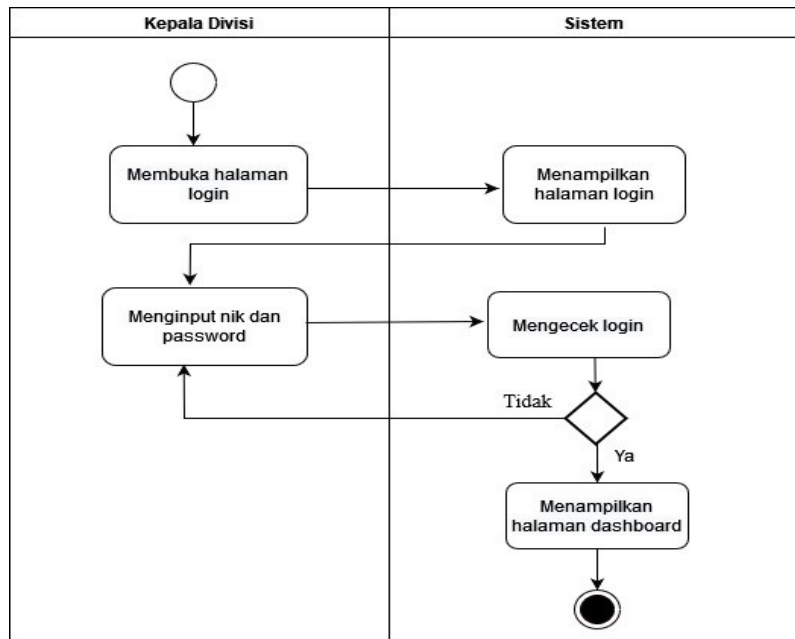 Kepala Divisi
Sistem
Membuka halaman
login
Menampilkan
halaman login
Menginput nik dan
password
Mengecek login
Tidak
Ya
Menampilkan
halaman dashboard